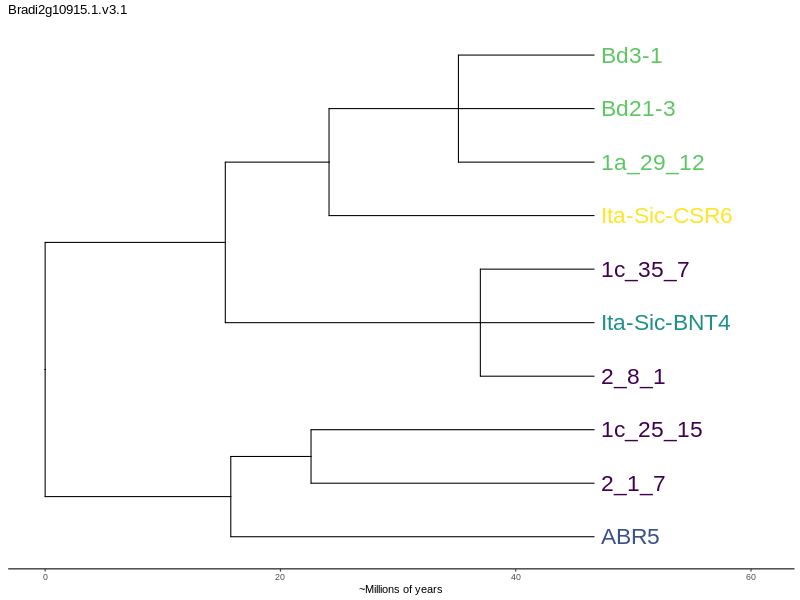 Bradi2g10915.1.v3.1
Bd3-1
Bd21-3
1a_29_12
Ita-Sic-CSR6
1c_35_7
Ita-Sic-BNT4
2_8_1
1c_25_15
2_1_7
ABR5
0 20 40 60
~Millions of years